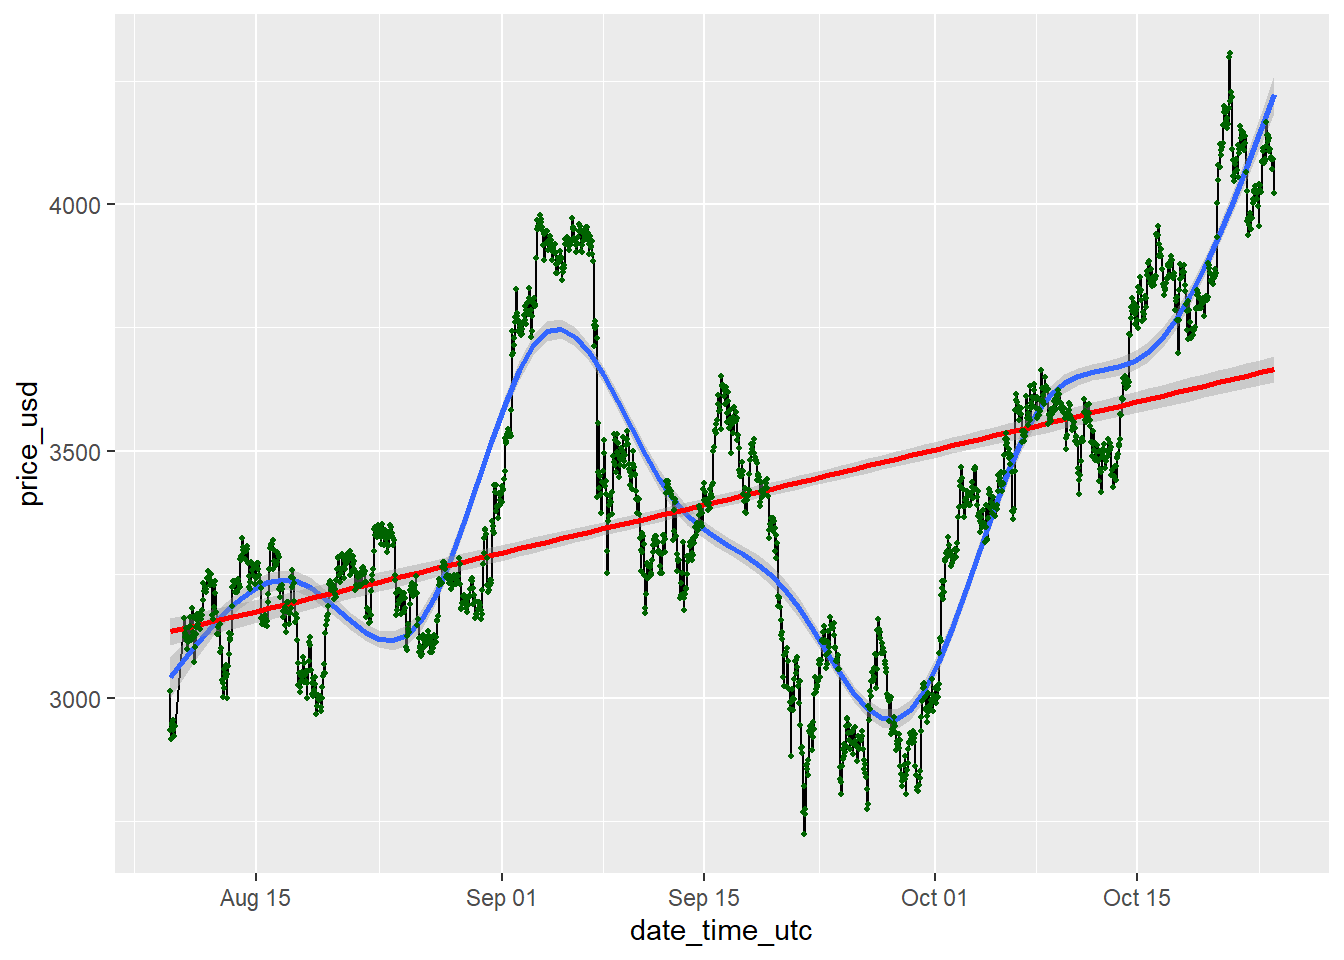 price_usd
4000
3500
3000
Aug 15
Sep 01
Sep 15
Oct 01
Oct 15
date_time_utc